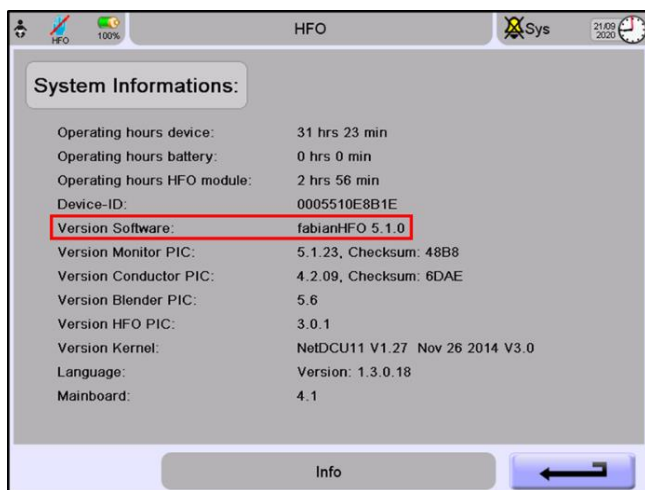 HFO 100% HFO Sys 21/09 2020
System Informations:
Operating hours device: 31 hrs 23 min
Operating hours battery: 0 hrs 0 min
Operating hours HFO module: 2 hrs 56 min
Device-ID: 0005510E8B1E
Version Software: fabianHFO 5.1.0
Version Monitor PIC: 5.1.23, Checksum: 48B8
Version Conductor PIC: 4.2.09, Checksum: 6DAE
Version Blender PIC: 5.6
Version HFO PIC: 3.0.1
Version Kernel: NetDCU11 V1.27 Nov 26 2014 V3.0
Language: Version: 1.3.0.18
Mainboard: 4.1
Info